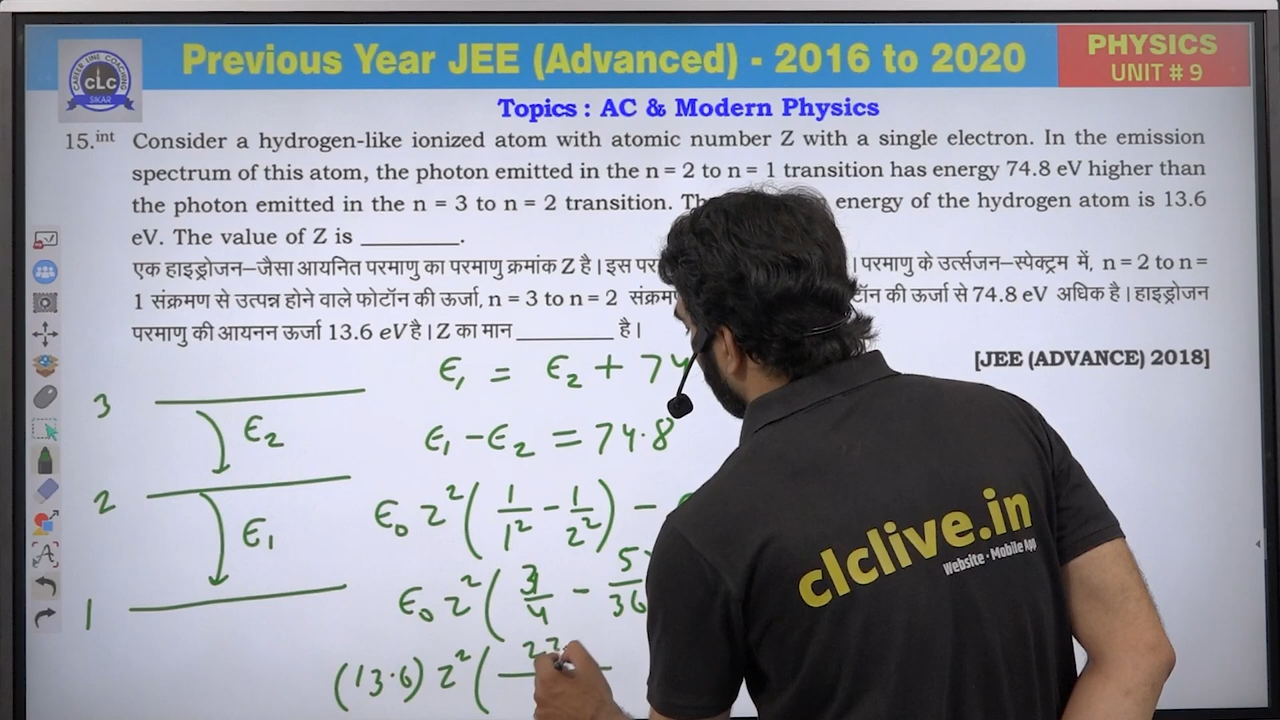 Previous Year JEE (Advanced) - 2016 to 2020
PHYSICS
UNIT # 9
CAREER LINE COACHING
CLC
SIKAR
Topics : AC & Modern Physics
15.int Consider a hydrogen-like ionized atom with atomic number Z with a single electron. In the emission
spectrum of this atom, the photon emitted in the n = 2 to n = 1 transition has energy 74.8 eV higher than
the photon emitted in the n = 3 to n = 2 transition. energy of the hydrogen atom is 13.6
eV. The value of Z is ________.
एक हाइड्रोजन–जैसा आयनित परमाणु का परमाणु क्रमांक Z है। इस । परमाणु के उत्सर्जन–स्पेक्ट्रम में, n = 2 to n =
1 संक्रमण से उत्पन्न होने वाले फोटॉन की ऊर्जा, n = 3 to n = 2 की ऊर्जा से 74.8 eV अधिक है। हाइड्रोजन
परमाणु की आयनन ऊर्जा 13.6 eV है। Z का मान ________ है।
[JEE (ADVANCE) 2018]
3
ϵ₂
2
ϵ₁
1
ϵ₁ = ϵ₂ + 74
ϵ₁ - ϵ₂ = 74.8
ϵ₀ z² ( 1/1² - 1/2² ) -
ϵ₀ z² ( 3/4 - 5/36
(13.6) z² ( 22
clclive.in
Website • Mobile App